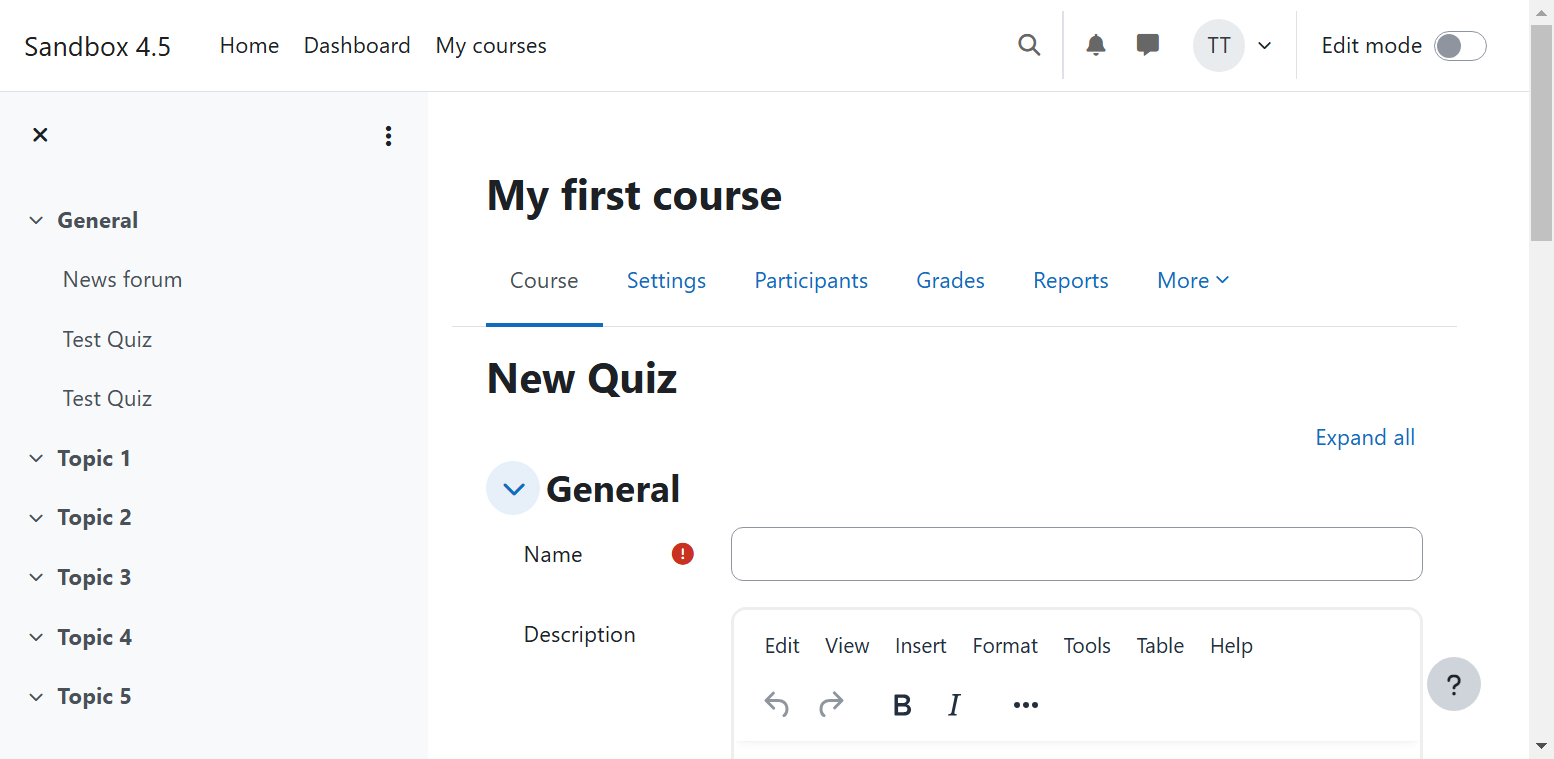 Sandbox 4.5 Home Dashboard My courses TT Edit mode
General
News forum
Test Quiz
Test Quiz
Topic 1
Topic 2
Topic 3
Topic 4
Topic 5
My first course
Course Settings Participants Grades Reports More
New Quiz
Expand all
General
Name
Description
Edit View Insert Format Tools Table Help
B I
?